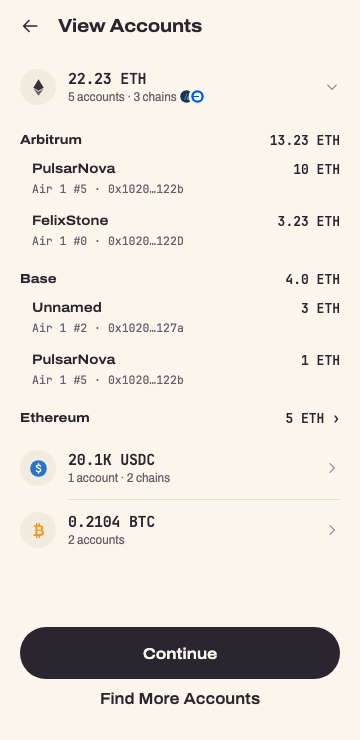 View Accounts
22.23 ETH
5 accounts · 3 chains
Arbitrum 13.23 ETH
PulsarNova 10 ETH
Air 1 #5 · 0x1020…122b
FelixStone 3.23 ETH
Air 1 #0 · 0x1020…122D
Base 4.0 ETH
Unnamed 3 ETH
Air 1 #2 · 0x1020…127a
PulsarNova 1 ETH
Air 1 #5 · 0x1020…122b
Ethereum 5 ETH ›
20.1K USDC
1 account · 2 chains
0.2104 BTC
2 accounts
Continue
Find More Accounts